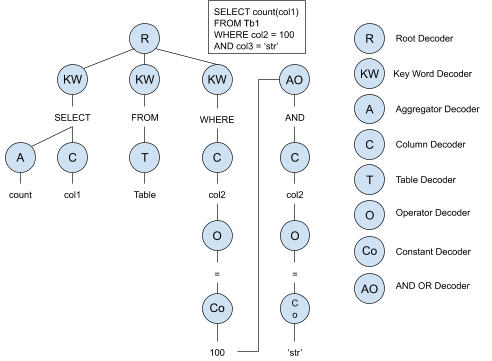 SELECT count(col1)
FROM Tb1
WHERE col2 = 100
AND col3 = 'str'
R
KW KW KW AO
SELECT FROM WHERE AND
A C T C C
count col1 Table col2 col2
O O
= =
Co Co
100 'str'
R Root Decoder
KW Key Word Decoder
A Aggregator Decoder
C Column Decoder
T Table Decoder
O Operator Decoder
Co Constant Decoder
AO AND OR Decoder